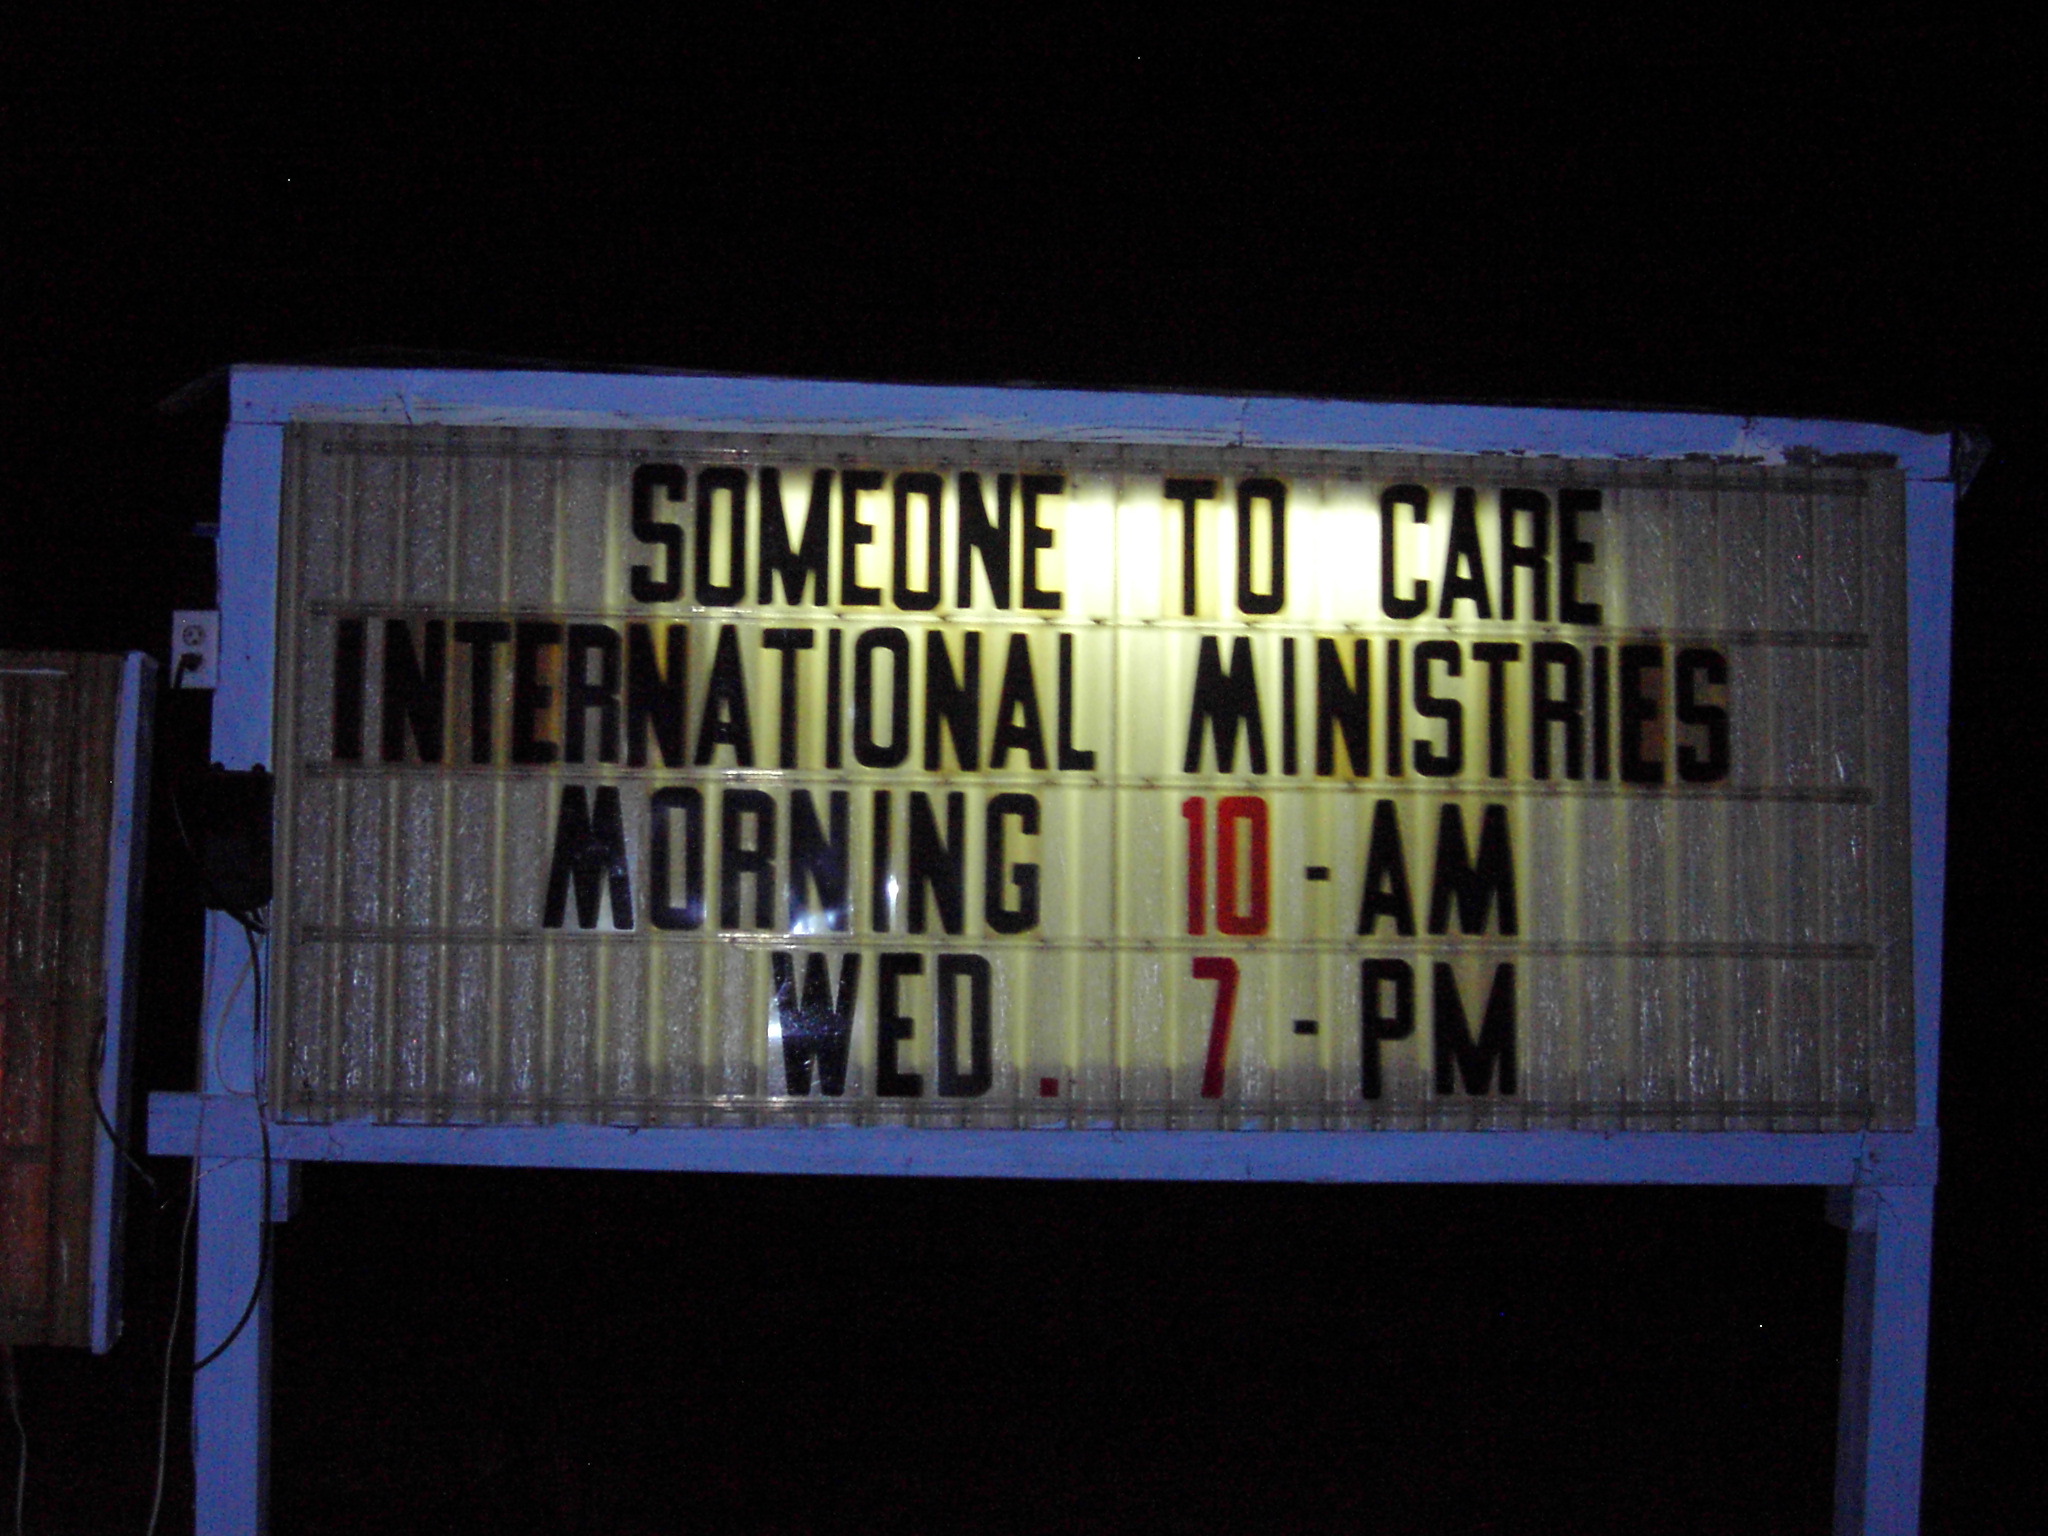 SOMEONE TO CARE
INTERNATIONAL MINISTRIES
MORNING 10-AM
WED. 7-PM